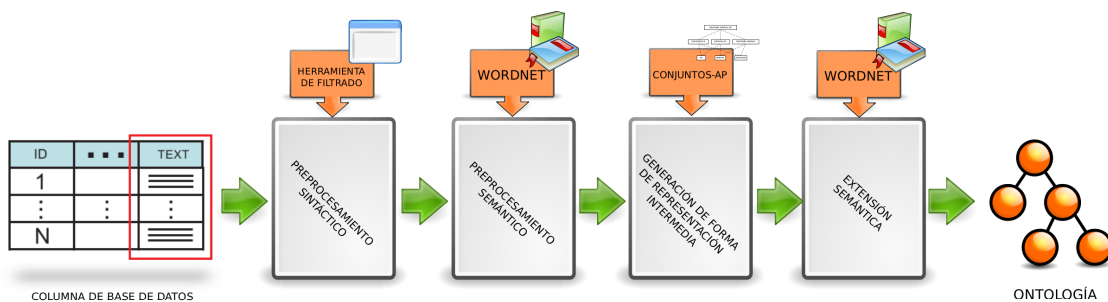 HERRAMIENTA
DE FILTRADO
WORDNET
CONJUNTOS-AP
WORDNET
ID
TEXT
1
N
PREPROCESAMIENTO
SINTÁCTICO
PREPROCESAMIENTO
SEMÁNTICO
GENERACIÓN DE FORMA
DE REPRESENTACIÓN
INTERMEDIA
EXTENSIÓN
SEMÁNTICA
COLUMNA DE BASE DE DATOS
ONTOLOGÍA